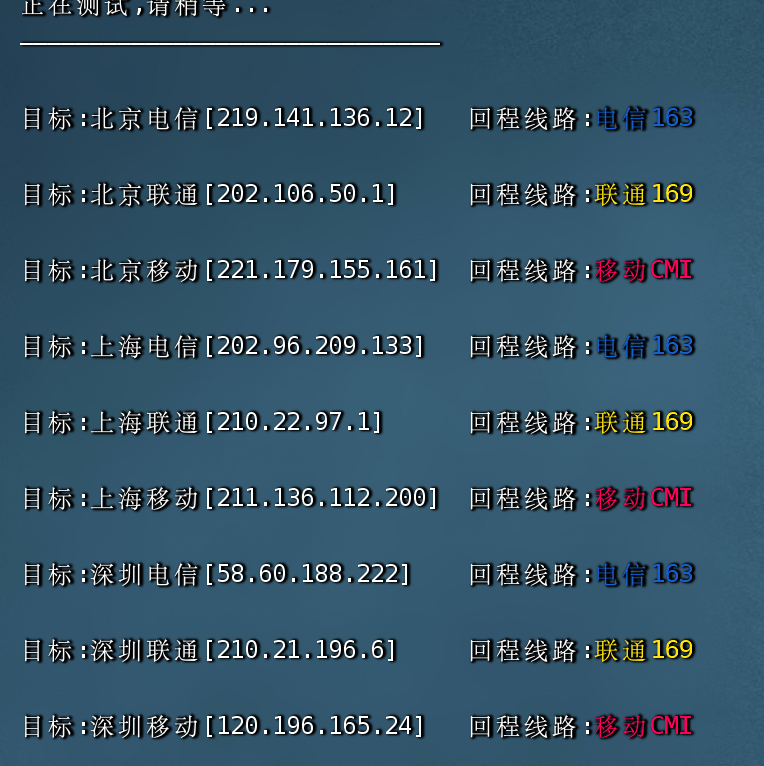 正在测试,请稍等...
目标:北京电信[219.141.136.12] 回程线路:电信163
目标:北京联通[202.106.50.1] 回程线路:联通169
目标:北京移动[221.179.155.161] 回程线路:移动CMI
目标:上海电信[202.96.209.133] 回程线路:电信163
目标:上海联通[210.22.97.1] 回程线路:联通169
目标:上海移动[211.136.112.200] 回程线路:移动CMI
目标:深圳电信[58.60.188.222] 回程线路:电信163
目标:深圳联通[210.21.196.6] 回程线路:联通169
目标:深圳移动[120.196.165.24] 回程线路:移动CMI